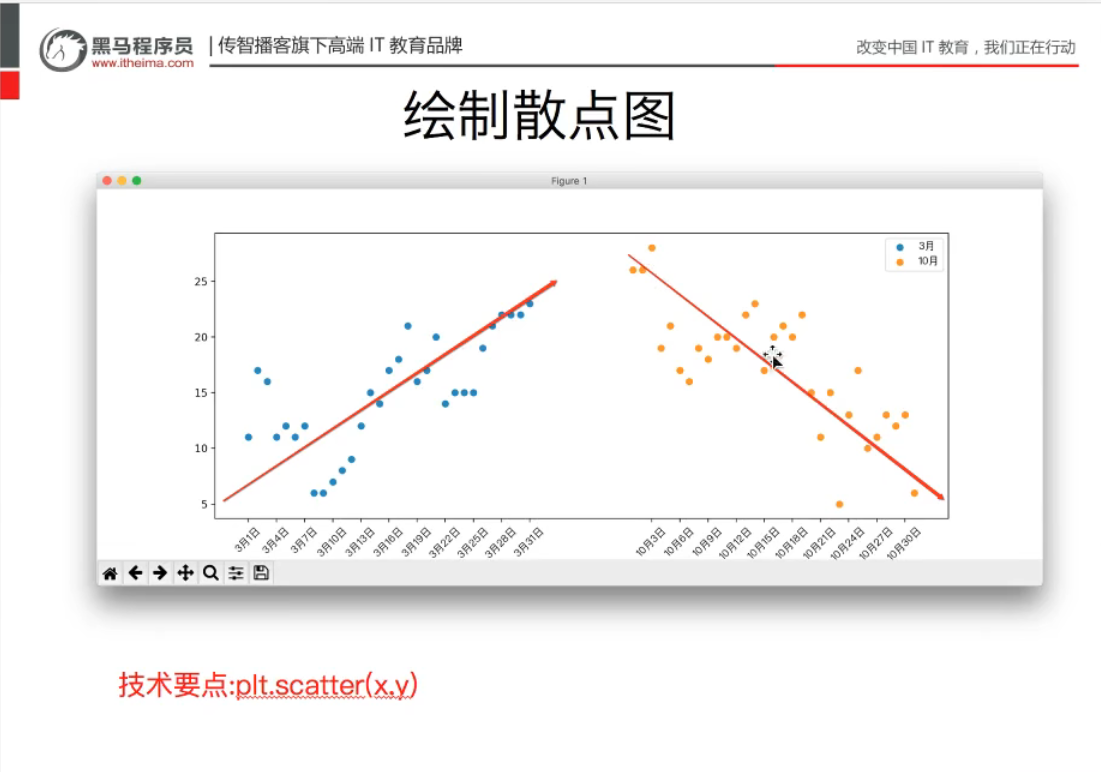 黑马程序员
www.itheima.com
传智播客旗下高端 IT 教育品牌
改变中国 IT 教育，我们正在行动
绘制散点图
Figure 1
3月
10月
25
20
15
10
5
3月1日
3月4日
3月7日
3月10日
3月13日
3月16日
3月19日
3月22日
3月25日
3月28日
3月31日
10月3日
10月6日
10月9日
10月12日
10月15日
10月18日
10月21日
10月24日
10月27日
10月30日
技术要点:plt.scatter(x,y)